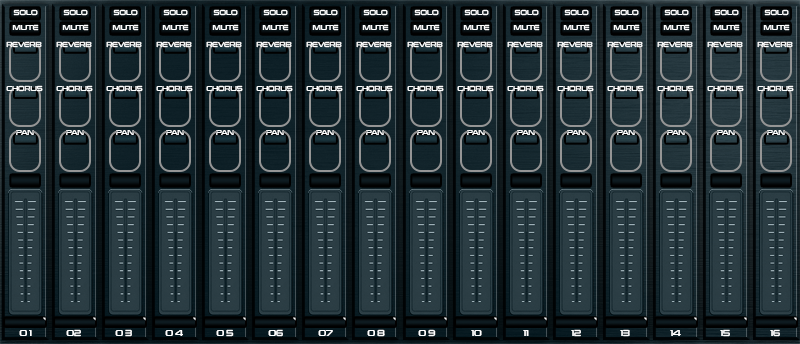 SOLO SOLO SOLO SOLO SOLO SOLO SOLO SOLO SOLO SOLO SOLO SOLO SOLO SOLO SOLO SOLO
MUTE MUTE MUTE MUTE MUTE MUTE MUTE MUTE MUTE MUTE MUTE MUTE MUTE MUTE MUTE MUTE
REVERB REVERB REVERB REVERB REVERB REVERB REVERB REVERB REVERB REVERB REVERB REVERB REVERB REVERB REVERB REVERB
CHORUS CHORUS CHORUS CHORUS CHORUS CHORUS CHORUS CHORUS CHORUS CHORUS CHORUS CHORUS CHORUS CHORUS CHORUS CHORUS
PAN PAN PAN PAN PAN PAN PAN PAN PAN PAN PAN PAN PAN PAN PAN PAN
01 02 03 04 05 06 07 08 09 10 11 12 13 14 15 16